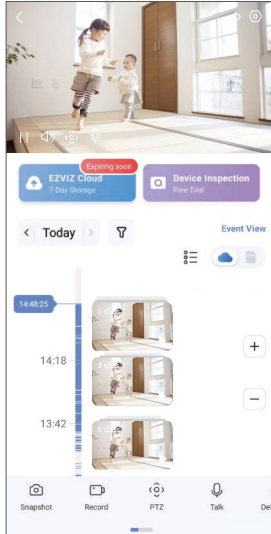 Expiring soon
EZVIZ Cloud
7-Day Storage
Device Inspection
Free Trial
Today
Event View
14:48:25
14:18
13:42
Snapshot
Record
PTZ
Talk